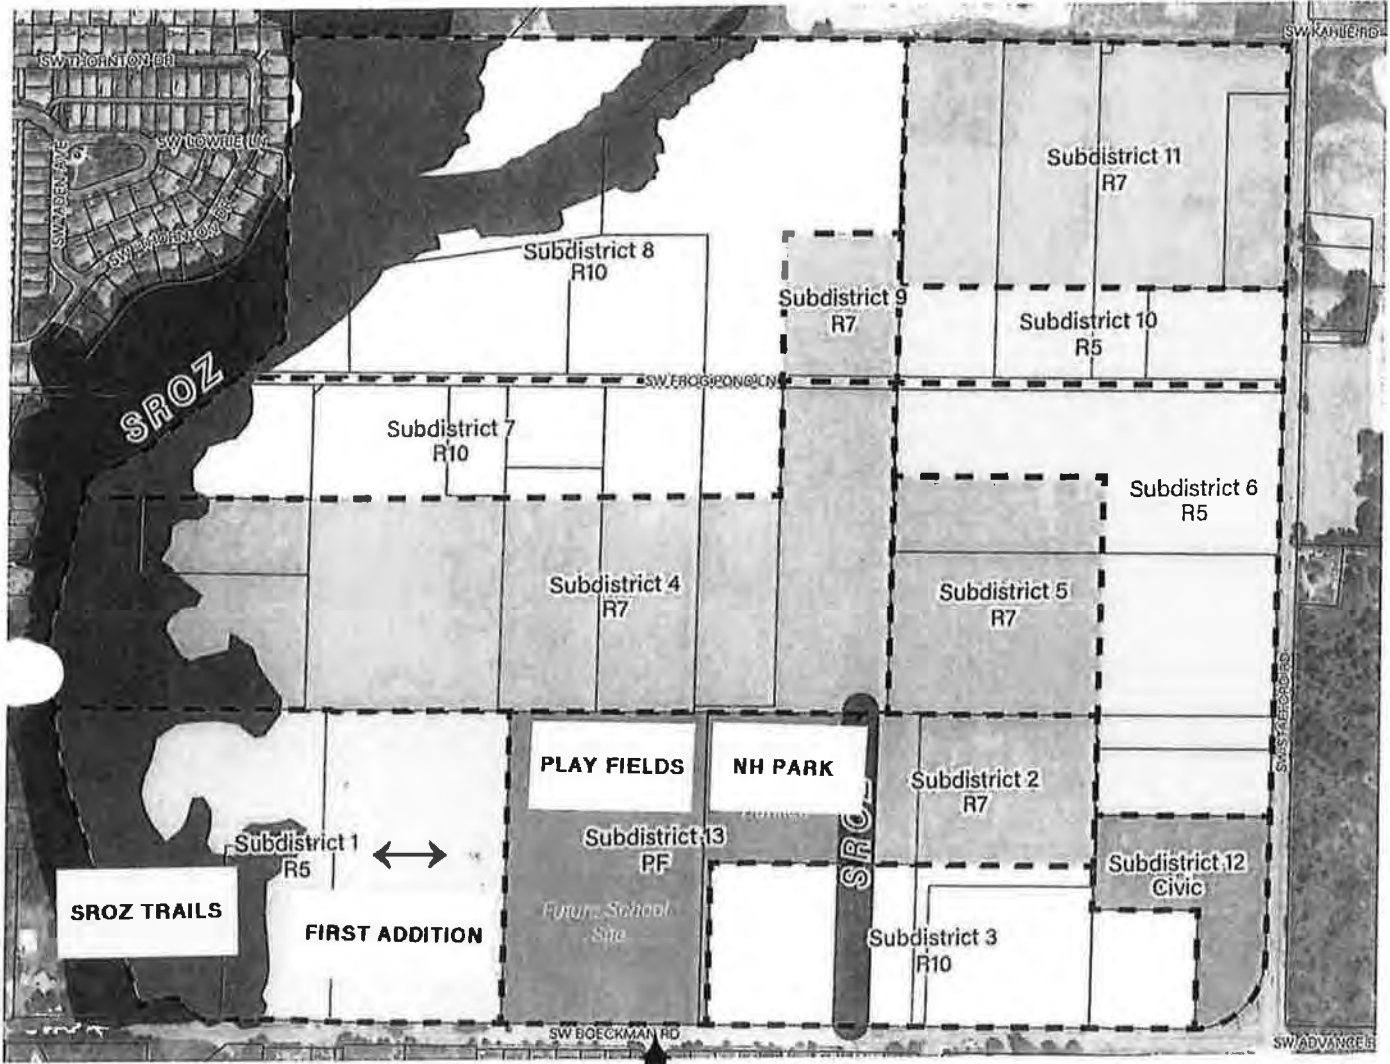 SW KAHLE RD
SW THORNTON DR
SW LOWRIE LN
SW ADEN AVE
SW THORNTON DR
Subdistrict 11
R7
Subdistrict 8
R10
Subdistrict 9
R7
Subdistrict 10
R5
SW FROG POND LN
SROZ
Subdistrict 7
R10
Subdistrict 6
R5
Subdistrict 4
R7
Subdistrict 5
R7
SW STAFFORD RD
PLAY FIELDS
NH PARK
Subdistrict 2
R7
Subdistrict 13
PF
Subdistrict 1
R5
SROZ
Subdistrict 12
Civic
SROZ TRAILS
FIRST ADDITION
Future School
Site
Subdistrict 3
R10
SW BOECKMAN RD
SW ADVANCE